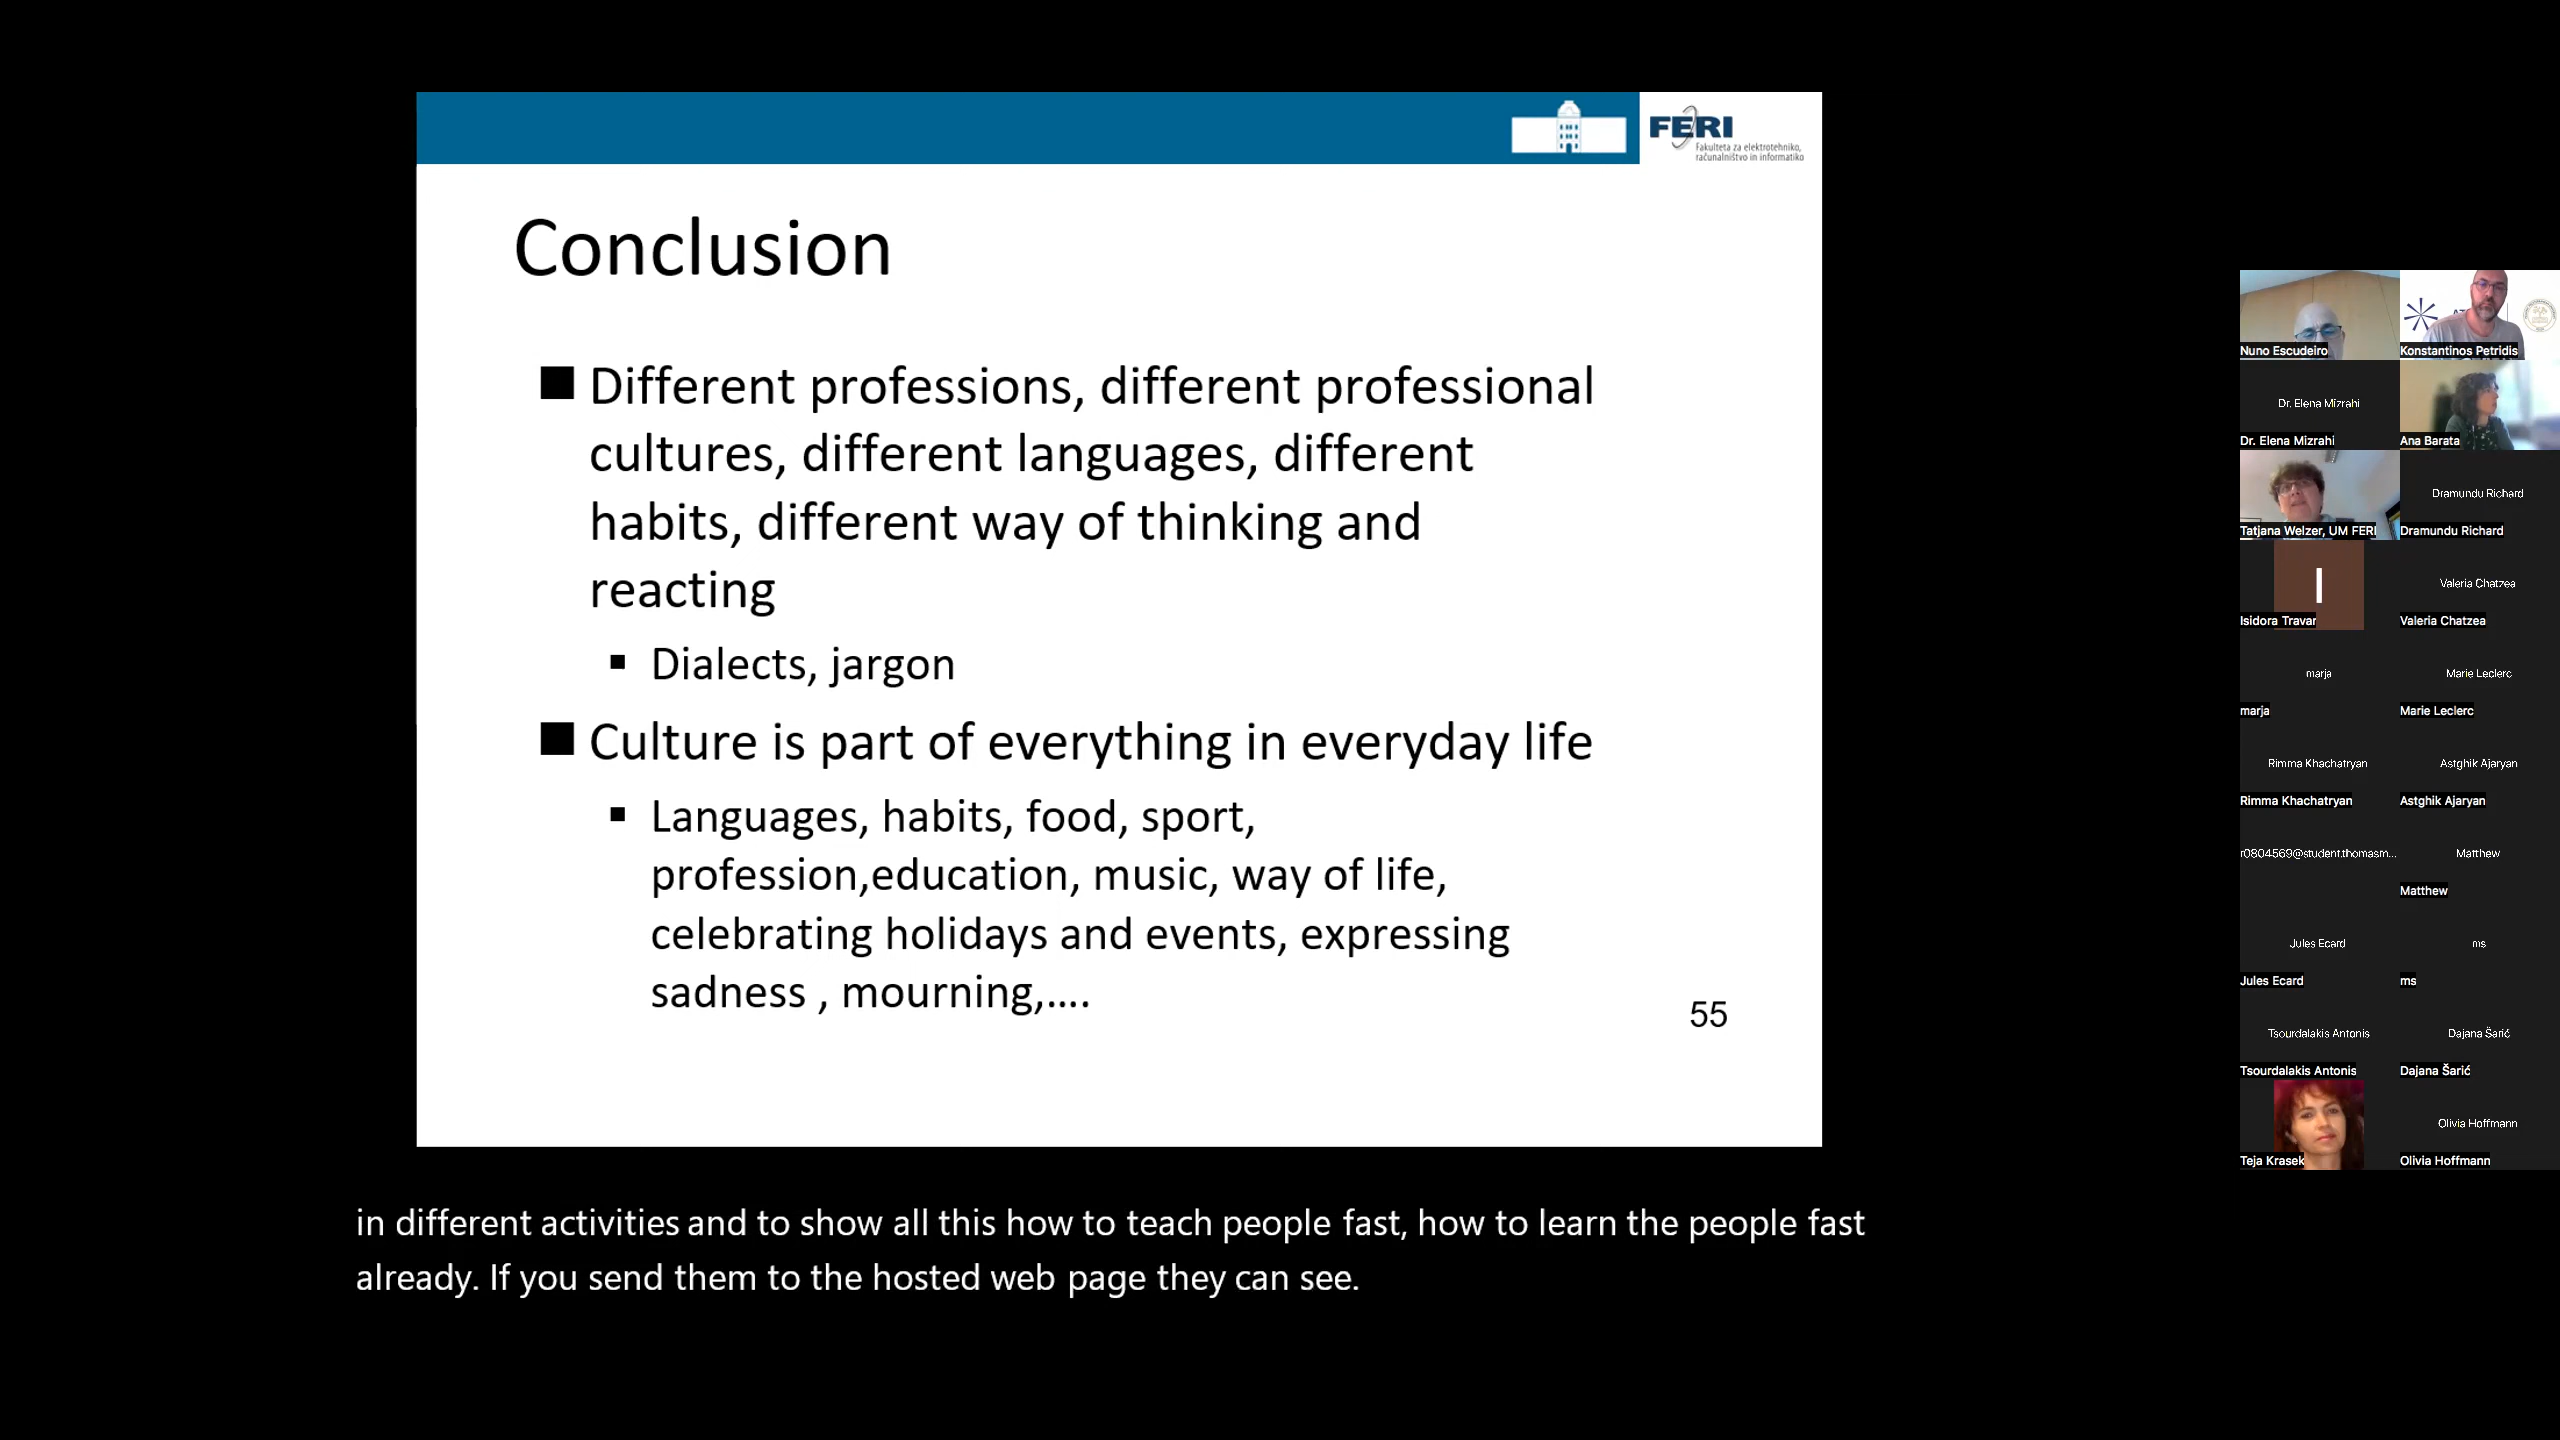 FERI
Fakulteta za elektrotehniko,
računalništvo in informatiko
Conclusion
Different professions, different professional
cultures, different languages, different
habits, different way of thinking and
reacting
Dialects, jargon
Culture is part of everything in everyday life
Languages, habits, food, sport,
profession,education, music, way of life,
celebrating holidays and events, expressing
sadness , mourning,....
55
in different activities and to show all this how to teach people fast, how to learn the people fast
already. If you send them to the hosted web page they can see.
Nuno Escudeiro
Konstantinos Petridis
Dr. Elena Mizrahi
Dr. Elena Mizrahi
Ana Barata
Dramundu Richard
Tatjana Welzer, UM FERI
Dramundu Richard
I
Valeria Chatzea
Isidora Travar
Valeria Chatzea
marja
Marie Leclerc
marja
Marie Leclerc
Rimma Khachatryan
Astghik Ajaryan
Rimma Khachatryan
Astghik Ajaryan
r0804569@student.thomasm...
Matthew
Matthew
Jules Ecard
ms
Jules Ecard
ms
Tsourdalakis Antonis
Dajana Šarić
Tsourdalakis Antonis
Dajana Šarić
Olivia Hoffmann
Teja Krasek
Olivia Hoffmann